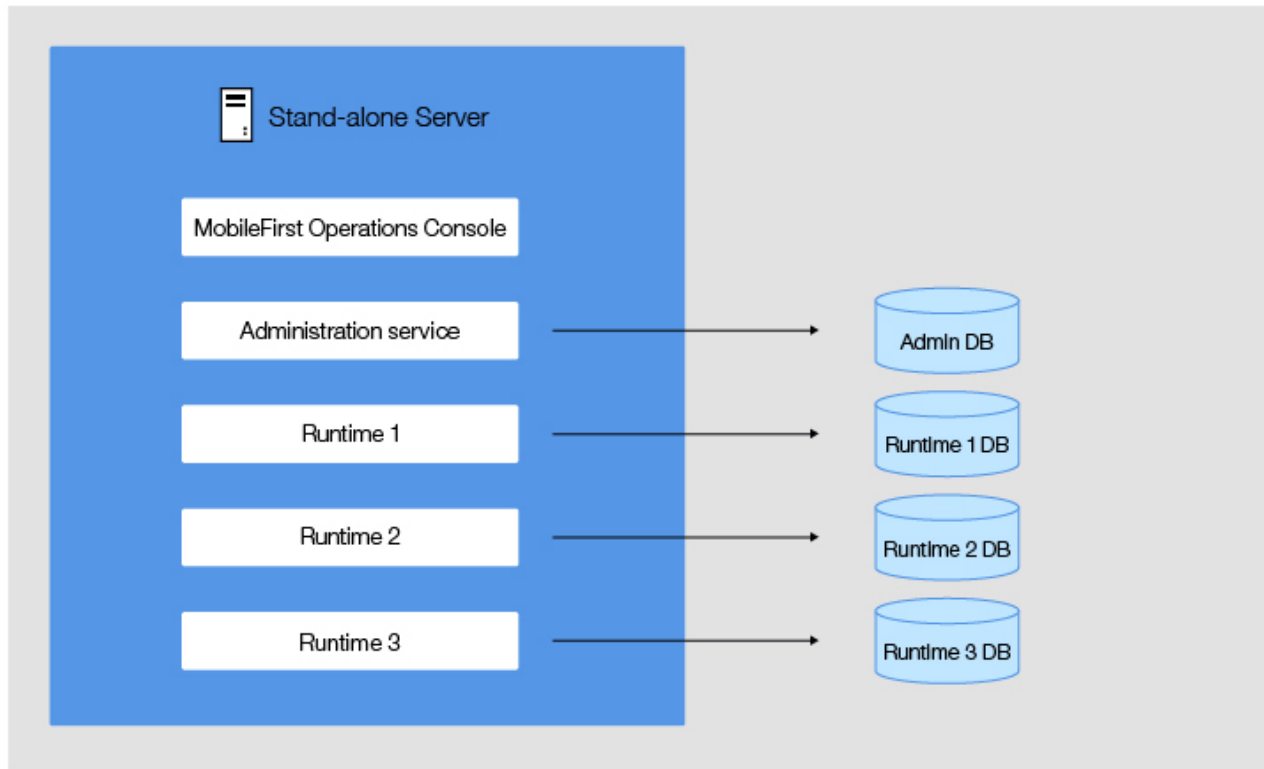 Stand-alone Server
MobileFirst Operations Console
Administration service
Admin DB
Runtime 1
Runtime 1 DB
Runtime 2
Runtime 2 DB
Runtime 3
Runtime 3 DB